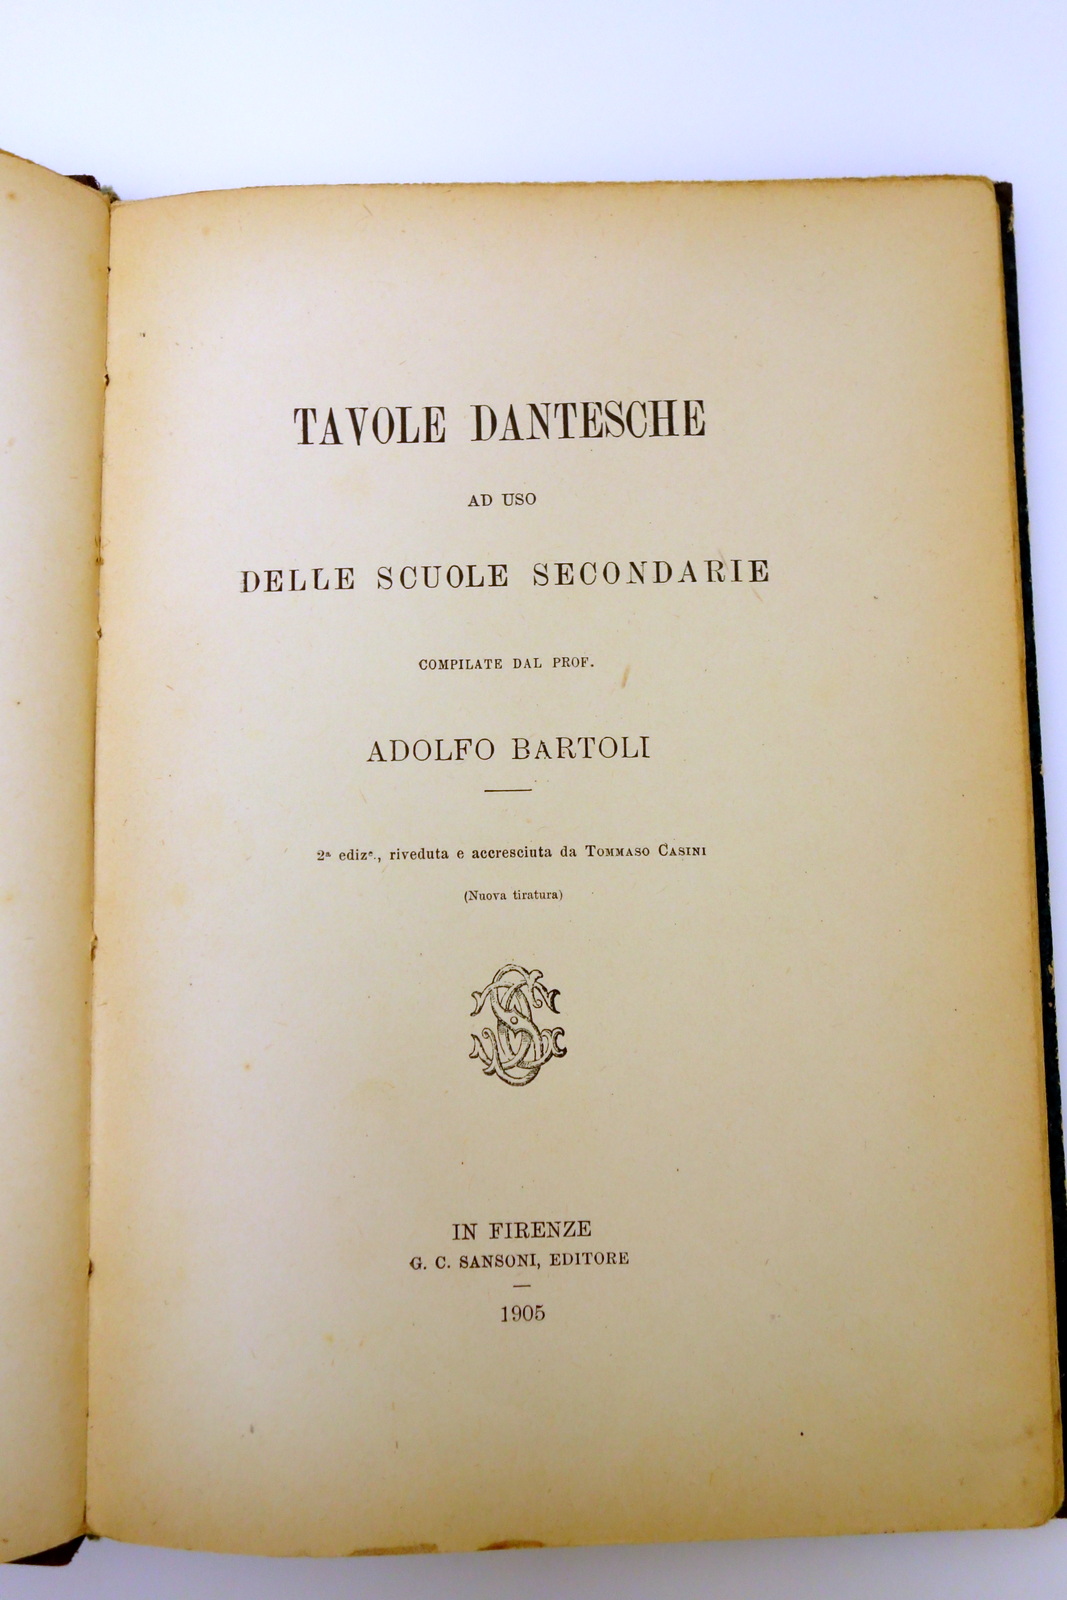 TAVOLE DANTESCHE
AD USO
DELLE SCUOLE SECONDARIE
COMPILATE DAL PROF.
ADOLFO BARTOLI
2ª edizᵉ., riveduta e accresciuta da TOMMASO CASINI
(Nuova tiratura)
IN FIRENZE
G. C. SANSONI, EDITORE
1905